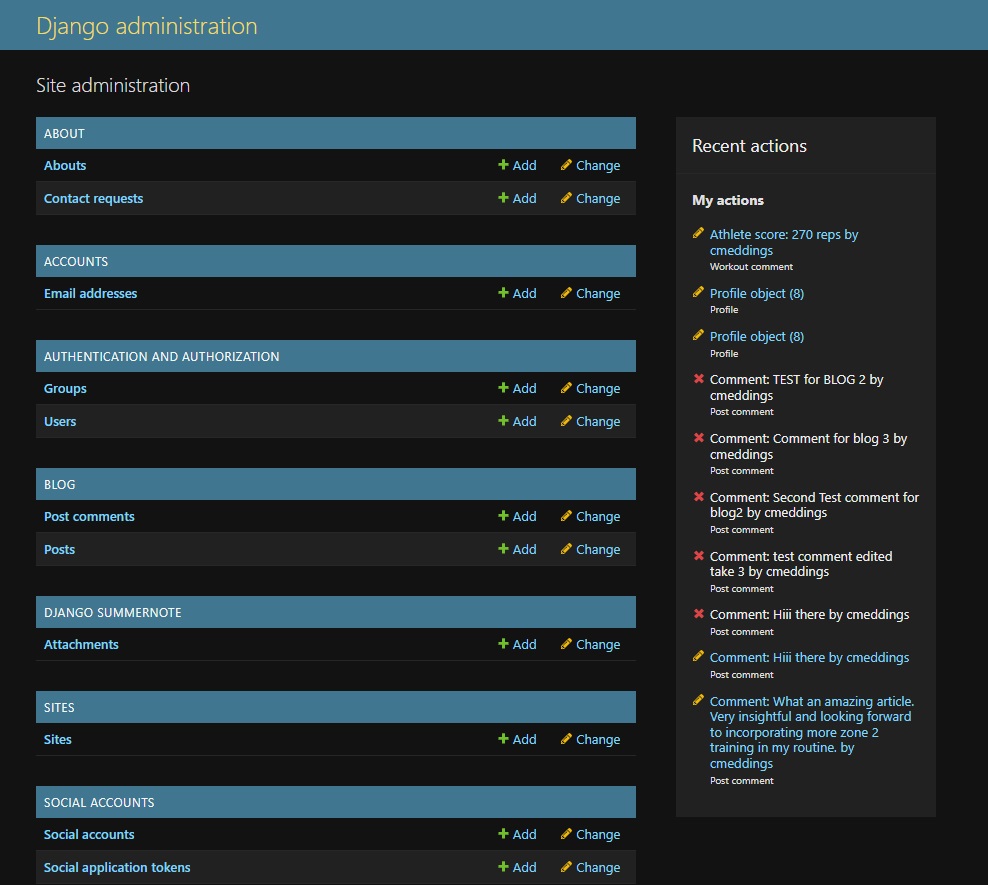 Django administration
Site administration
ABOUT
Abouts Add Change
Contact requests Add Change
ACCOUNTS
Email addresses Add Change
AUTHENTICATION AND AUTHORIZATION
Groups Add Change
Users Add Change
BLOG
Post comments Add Change
Posts Add Change
DJANGO SUMMERNOTE
Attachments Add Change
SITES
Sites Add Change
SOCIAL ACCOUNTS
Social accounts Add Change
Social application tokens Add Change
Recent actions
My actions
Athlete score: 270 reps by
cmeddings
Workout comment
Profile object (8)
Profile
Profile object (8)
Profile
Comment: TEST for BLOG 2 by
cmeddings
Post comment
Comment: Comment for blog 3 by
cmeddings
Post comment
Comment: Second Test comment for
blog2 by cmeddings
Post comment
Comment: test comment edited
take 3 by cmeddings
Post comment
Comment: Hiii there by cmeddings
Post comment
Comment: Hiii there by cmeddings
Post comment
Comment: What an amazing article.
Very insightful and looking forward
to incorporating more zone 2
training in my routine. by
cmeddings
Post comment